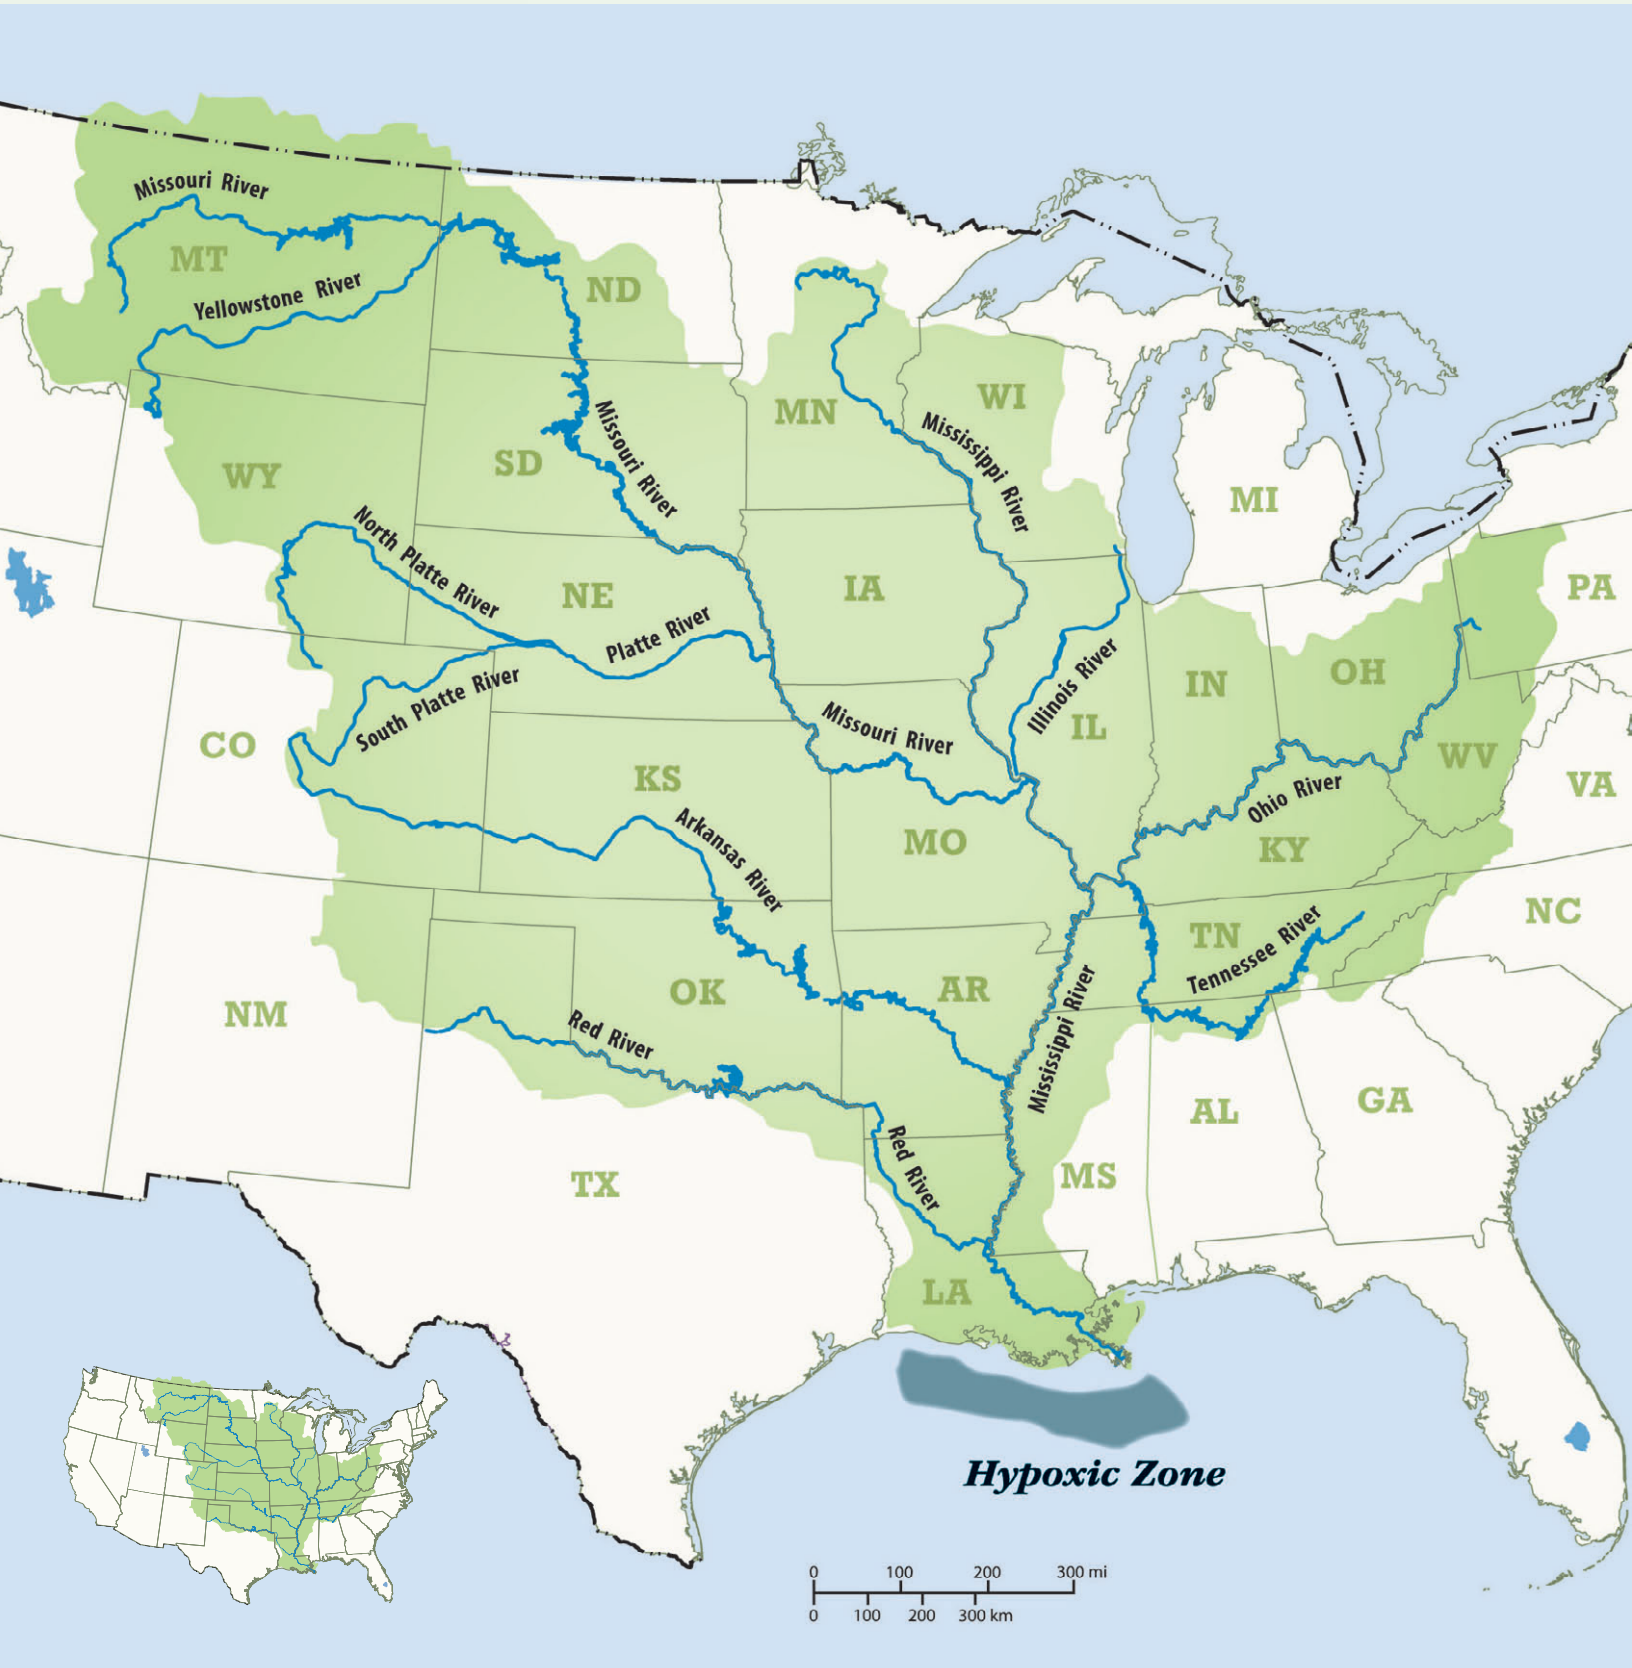 Missouri River
MT
Yellowstone River
ND
WI
MN
Mississippi River
WY
SD
Missouri River
MI
North Platte River
NE
IA
PA
Platte River
Illinois River
South Platte River
IN
OH
Missouri River
IL
CO
WV
KS
VA
Ohio River
Arkansas River
MO
KY
NC
TN
Tennessee River
OK
AR
NM
Mississippi River
Red River
GA
AL
Red River
MS
TX
LA
Hypoxic Zone
0 100 200 300 mi
0 100 200 300 km